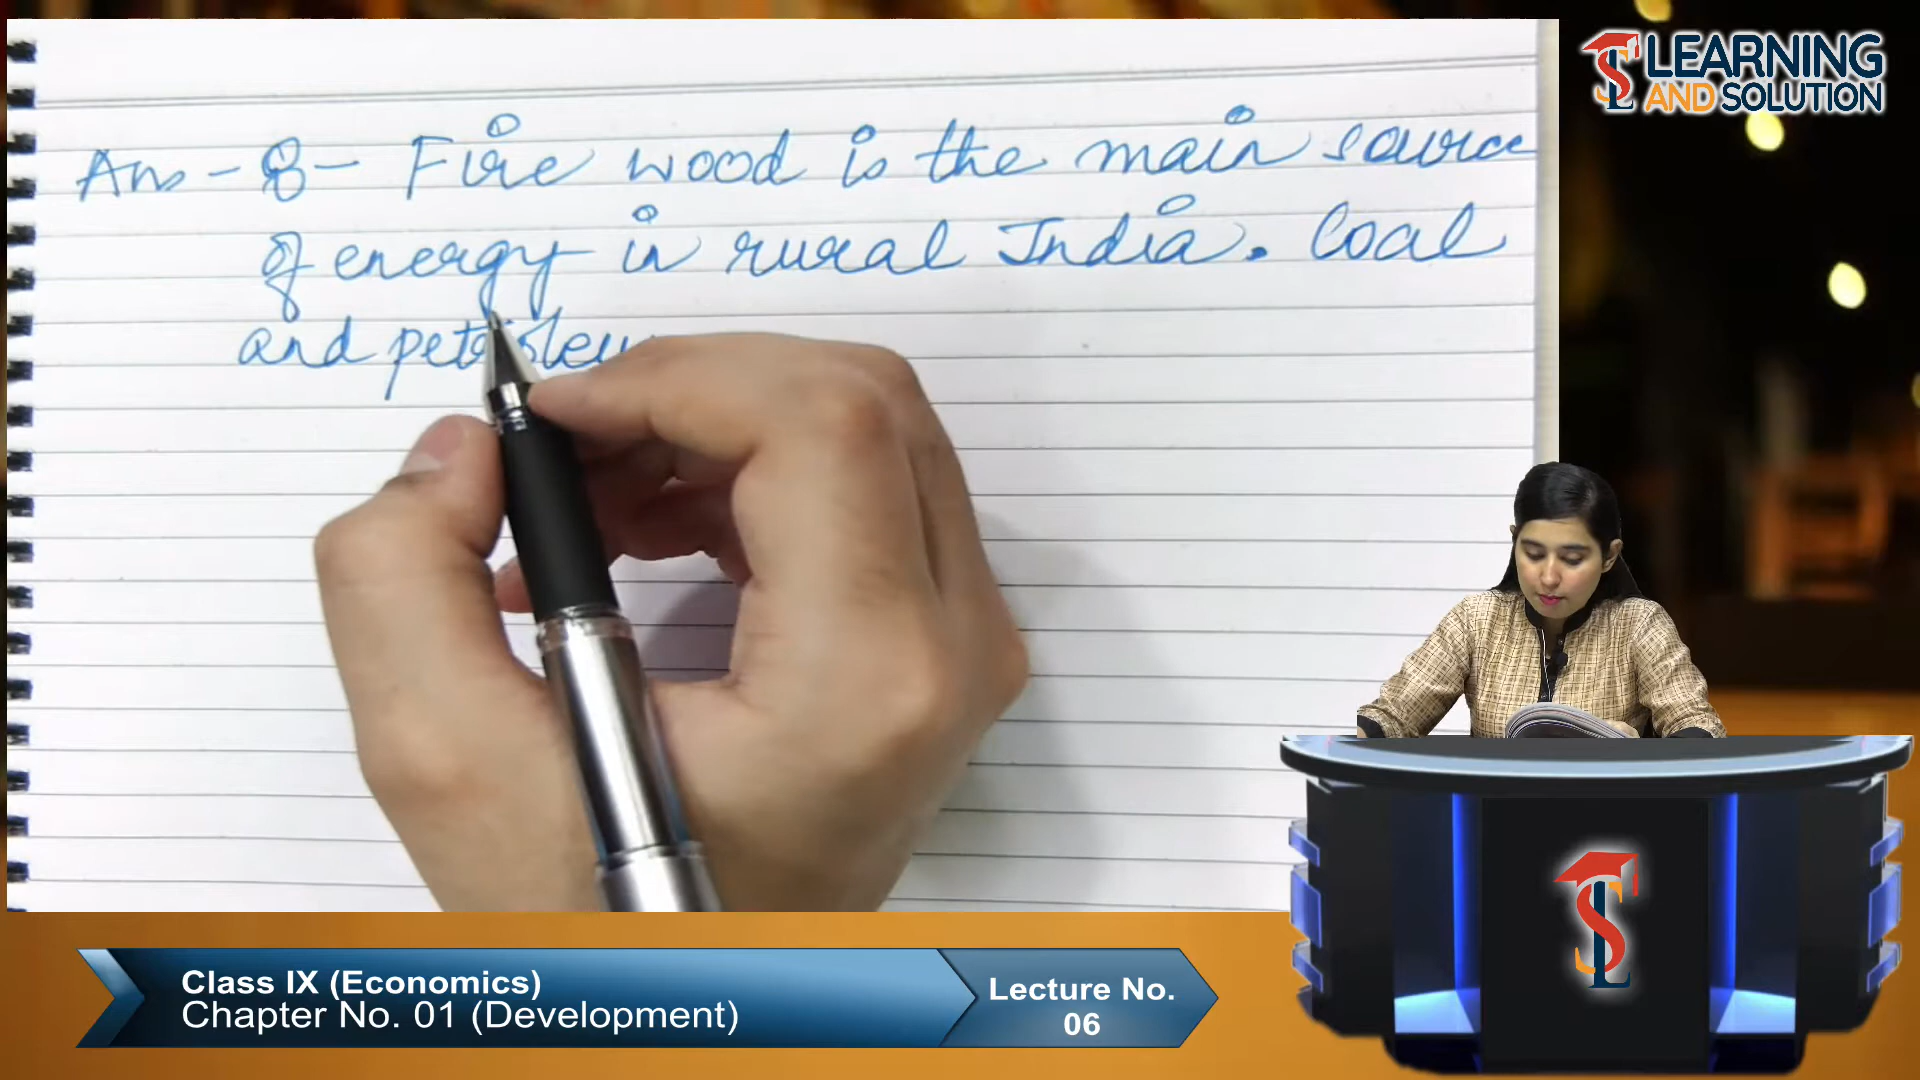 LEARNING
AND SOLUTION
Ans - 8 - Fire wood is the main source
of energy in rural India. Coal
and petroleum
Class IX (Economics)
Chapter No. 01 (Development)
Lecture No.
06